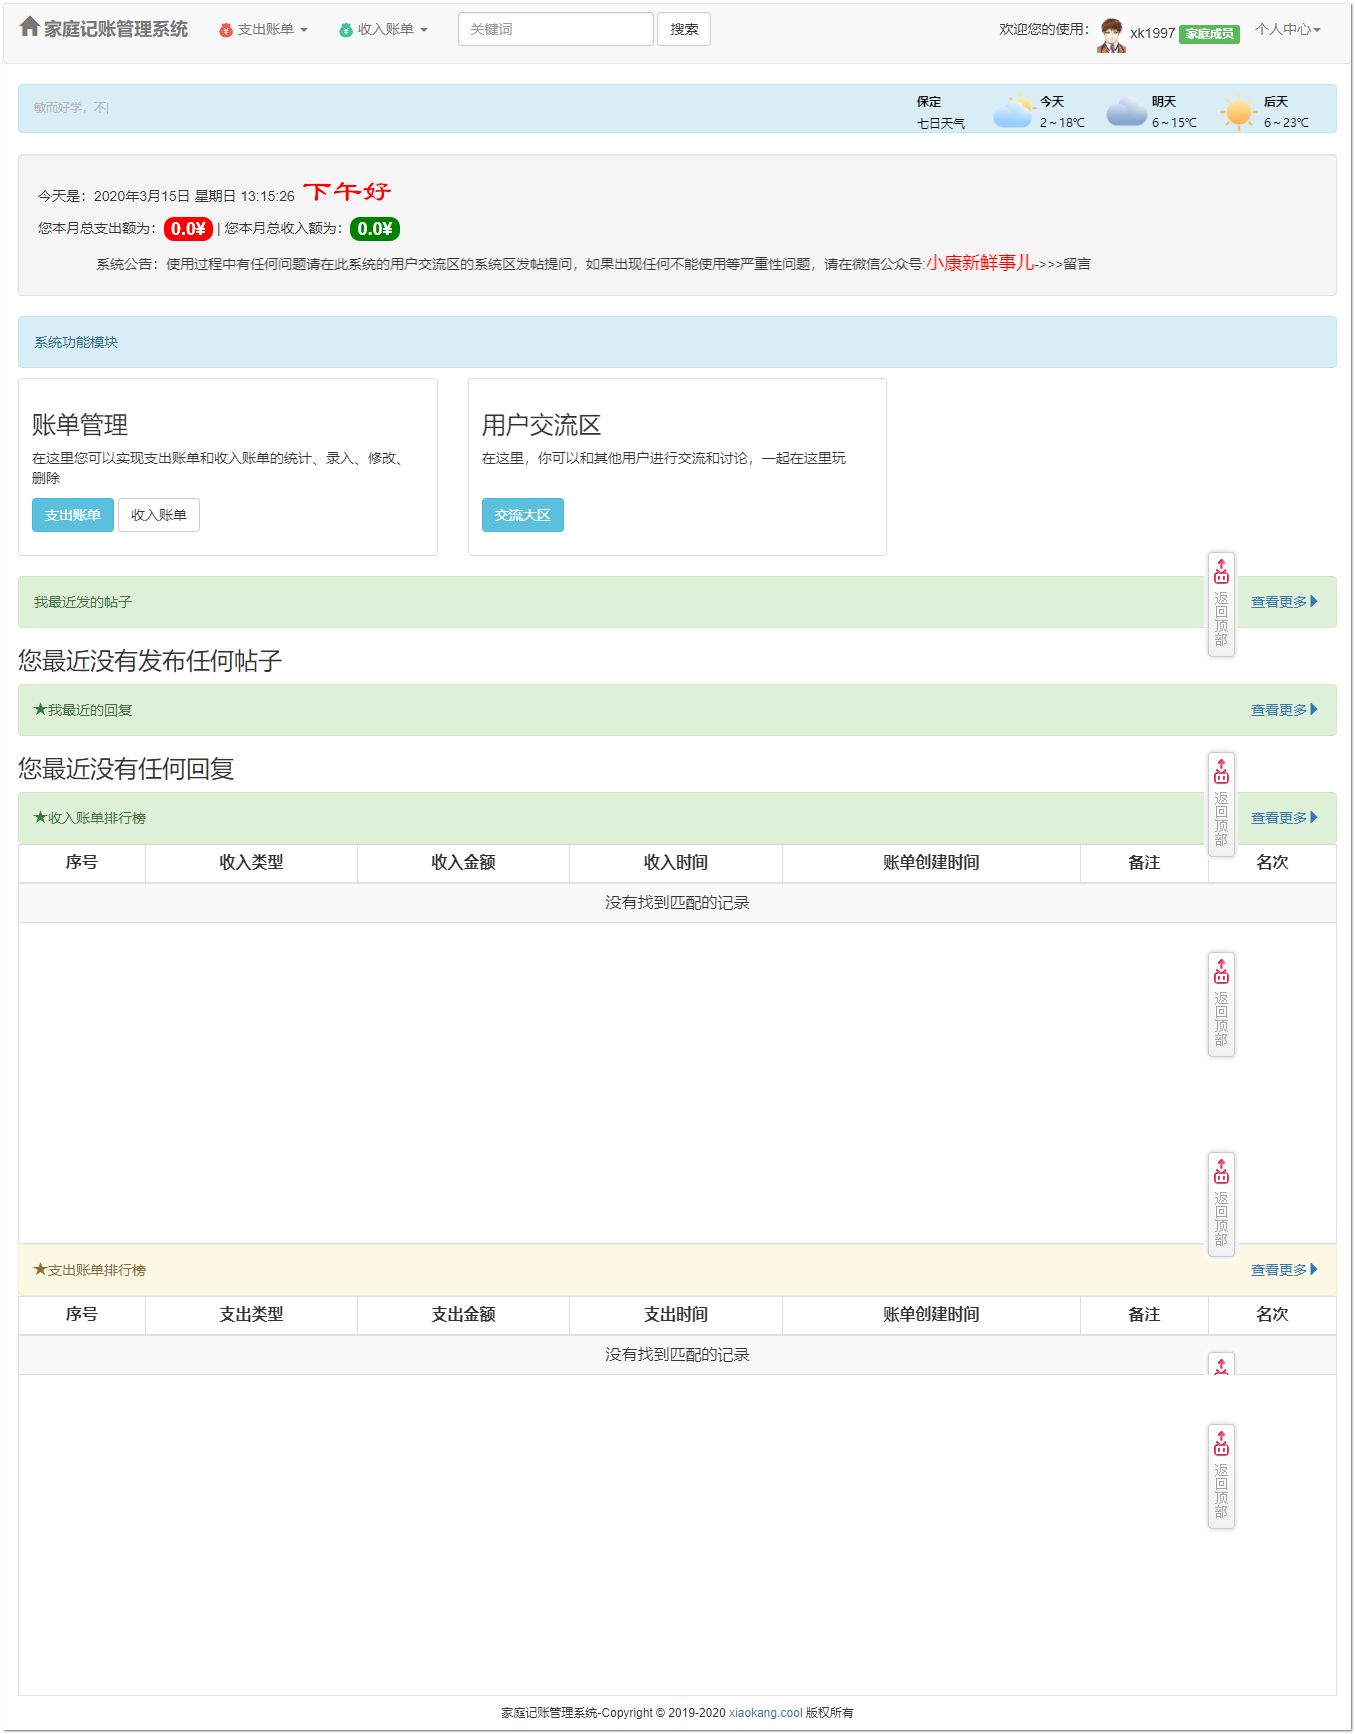 家庭记账管理系统 支出账单 收入账单 关键词 搜索 欢迎您的使用： xk1997 家庭成员 个人中心
敏而好学，不|
保定 今天 明天 后天
七日天气 2～18℃ 6～15℃ 6～23℃
今天是：2020年3月15日 星期日 13:15:26 下午好
您本月总支出额为：0.0¥ | 您本月总收入额为：0.0¥
系统公告：使用过程中有任何问题请在此系统的用户交流区的系统区发帖提问，如果出现任何不能使用等严重性问题，请在微信公众号:小康新鲜事儿->>>留言
系统功能模块
账单管理
在这里您可以实现支出账单和收入账单的统计、录入、修改、
删除
支出账单 收入账单
用户交流区
在这里，你可以和其他用户进行交流和讨论，一起在这里玩
交流大区
返回顶部
我最近发的帖子 查看更多
您最近没有发布任何帖子
★我最近的回复 查看更多
您最近没有任何回复
返回顶部
★收入账单排行榜 查看更多
序号 收入类型 收入金额 收入时间 账单创建时间 备注 名次
没有找到匹配的记录
返回顶部
返回顶部
★支出账单排行榜 查看更多
序号 支出类型 支出金额 支出时间 账单创建时间 备注 名次
没有找到匹配的记录
返回顶部
家庭记账管理系统-Copyright © 2019-2020 xiaokang.cool 版权所有